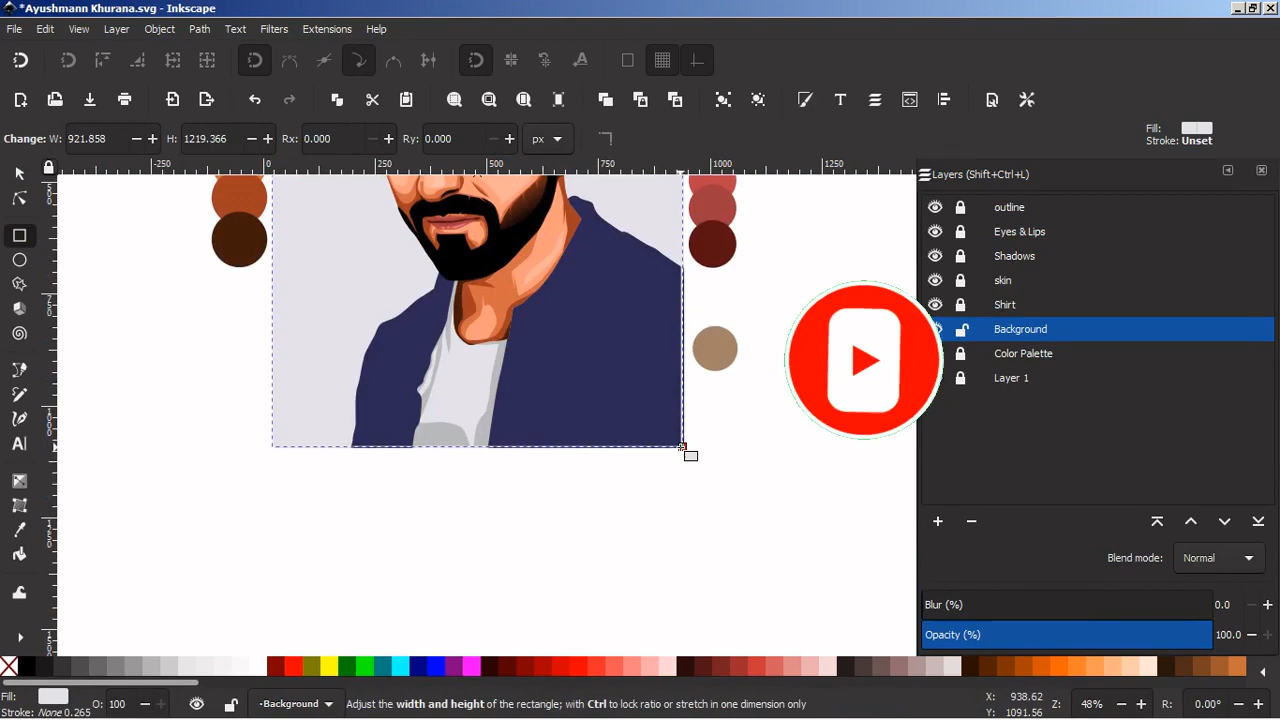 *Ayushmann Khurana.svg - Inkscape
File Edit View Layer Object Path Text Filters Extensions Help
Change: W: 921.858 H: 1219.366 Rx: 0.000 Ry: 0.000 px
Fill:
Stroke: Unset
-250 0 250 500 750 1000 1250
Layers (Shift+Ctrl+L)
outline
Eyes & Lips
Shadows
skin
Shirt
Background
Color Palette
Layer 1
Blend mode: Normal
Blur (%) 0.0
Opacity (%) 100.0
Fill:
Stroke: None 0.265
O: 100
-Background
Adjust the width and height of the rectangle; with Ctrl to lock ratio or stretch in one dimension only
X: 938.62
Y: 1091.56
Z: 48%
R: 0.00°